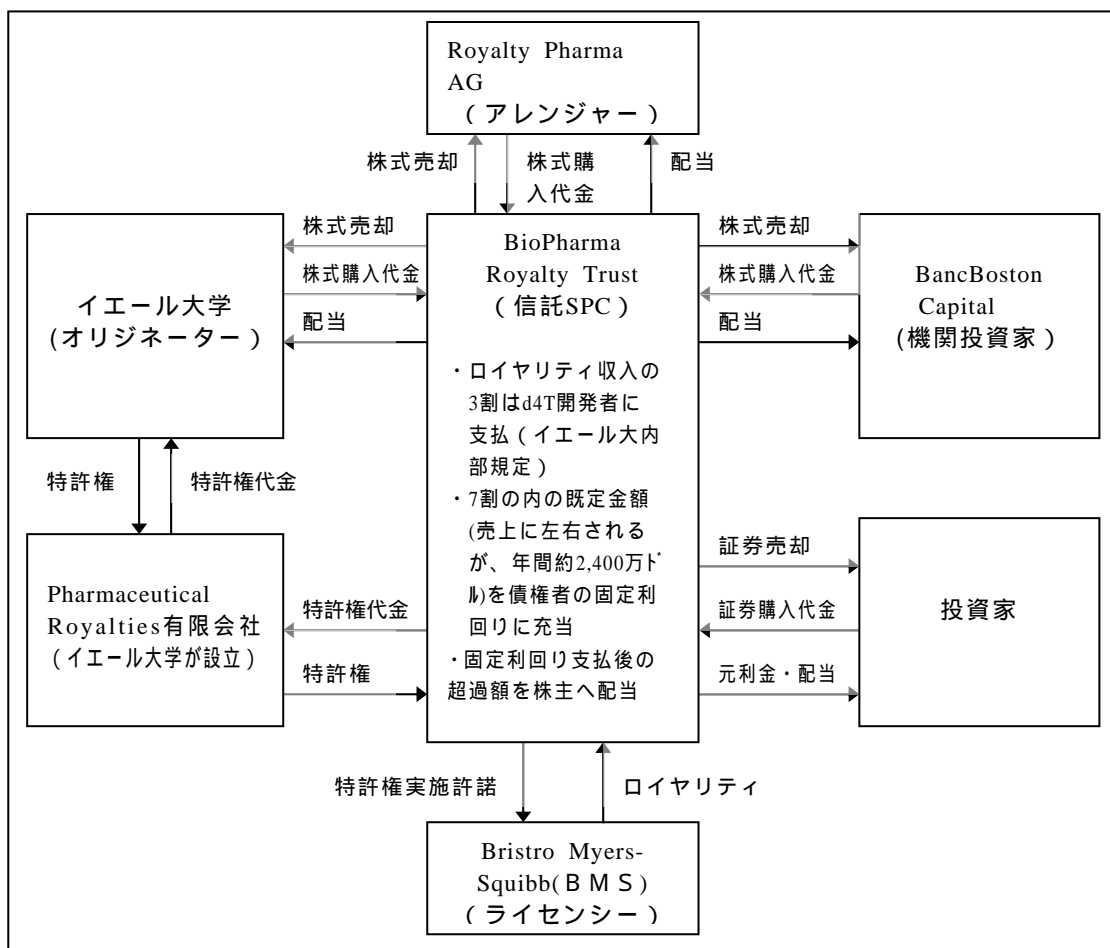 Royalty Pharma
AG
（アレンジャー）
株式売却
株式購
入代金
配当
イエール大学
(オリジネーター）
株式売却
株式購入代金
配当
BioPharma
Royalty Trust
（信託SPC）
・ロイヤリティ収入の
3割はd4T開発者に
支払（イエール大内
部規定）
・7割の内の既定金額
(売上に左右される
が、年間約2,400万ﾄﾞ
ﾙ)を債権者の固定利
回りに充当
・固定利回り支払後の
超過額を株主へ配当
株式売却
株式購入代金
配当
BancBoston
Capital
(機関投資家）
特許権
特許権代金
Pharmaceutical
Royalties有限会社
（イエール大学が設立）
特許権代金
特許権
証券売却
証券購入代金
元利金・配当
投資家
特許権実施許諾
ロイヤリティ
Bristro Myers-
Squibb(ＢＭＳ)
（ライセンシー）